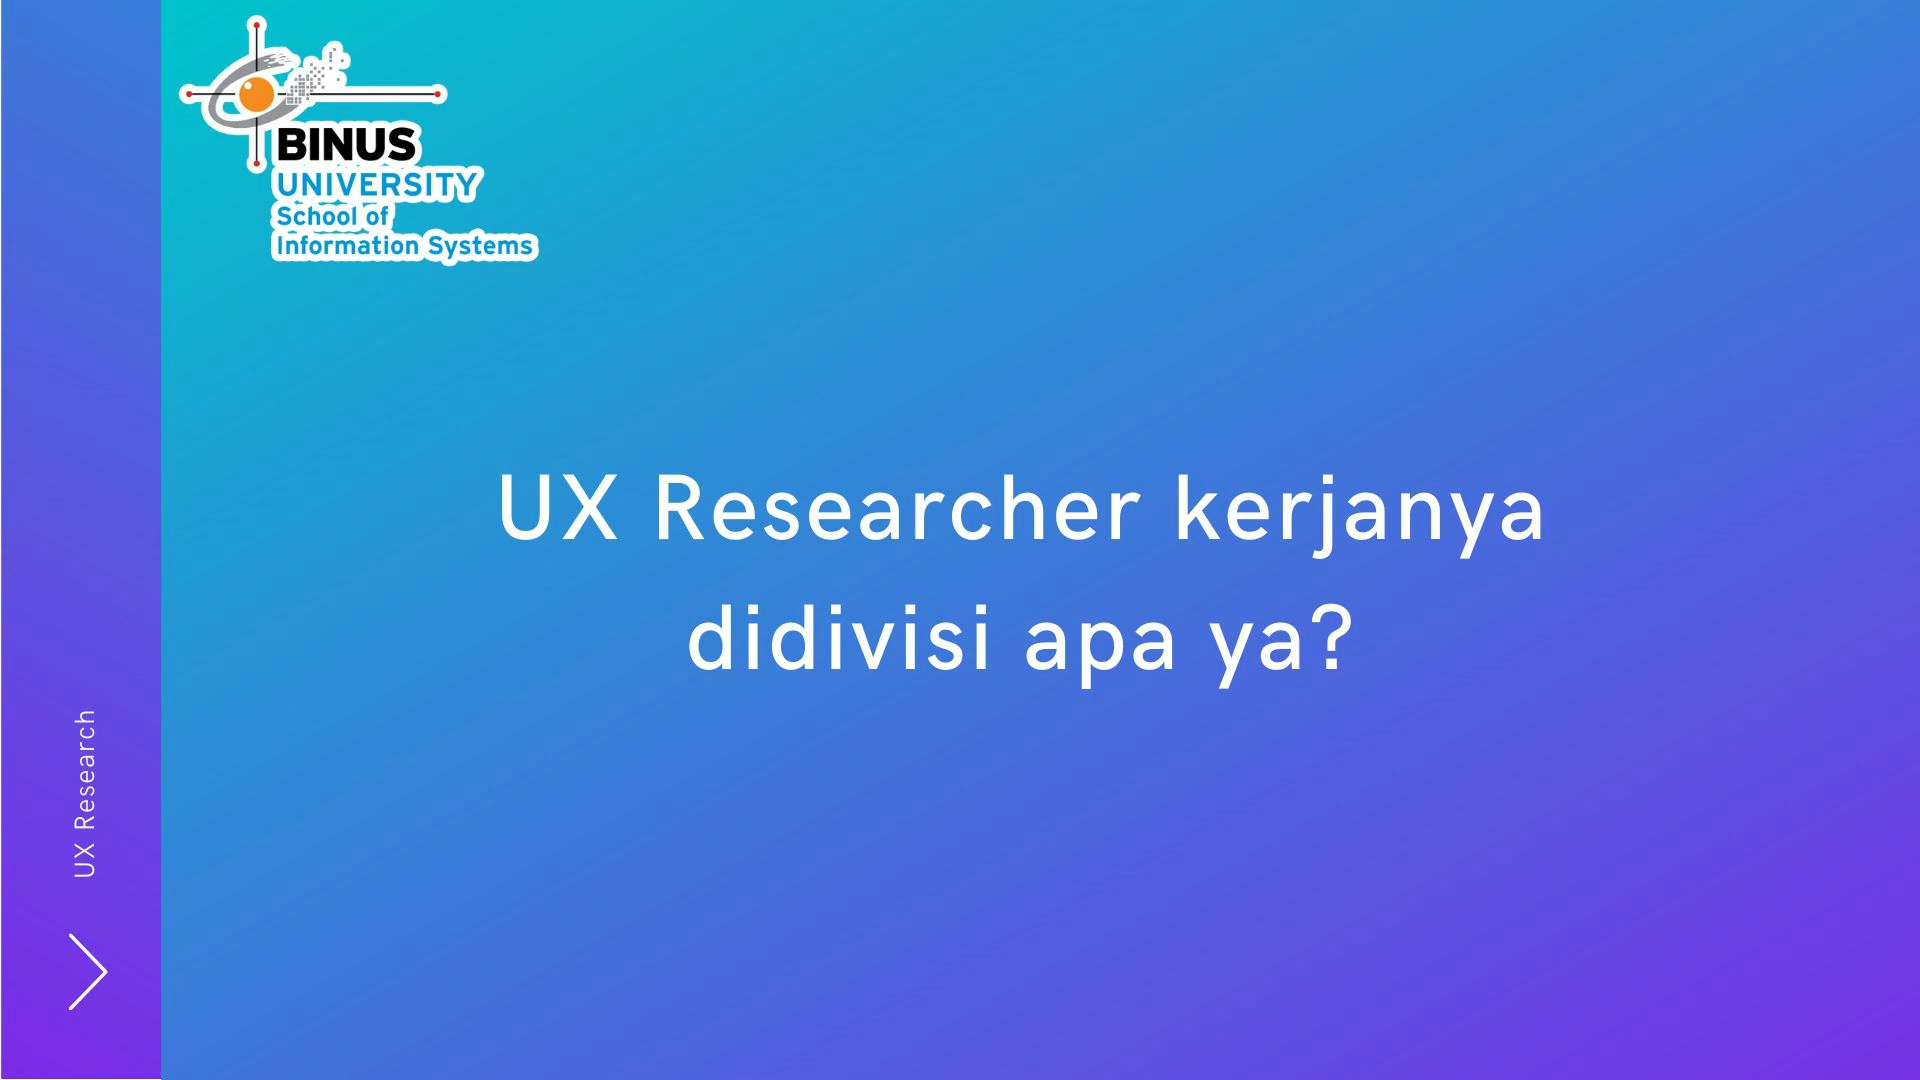 BINUS
UNIVERSITY
School of
Information Systems
UX Researcher kerjanya
didivisi apa ya?
UX Research